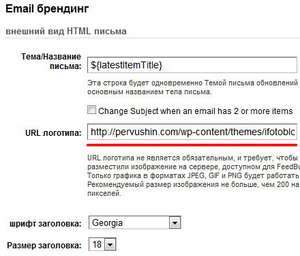 Email брендинг
внешний вид HTML письма
Тема/Название письма:
${latestItemTitle}
Эта строка будет одновременно Темой письма обновлений
основным названием тела письма.
Change Subject when an email has 2 or more items
URL логотипа:
http://pervushin.com/wp-content/themes/ifotoblc
URL логотипа не является обязательным, и требует, чтобы
разместили изображение на сервере, доступном для FeedBu
Только графика в форматах JPEG, GIF и PNG будет работать
Рекомендуемый размер изображения не больше, чем 200 на
пикселей.
шрифт заголовка:
Georgia
Размер заголовка:
18